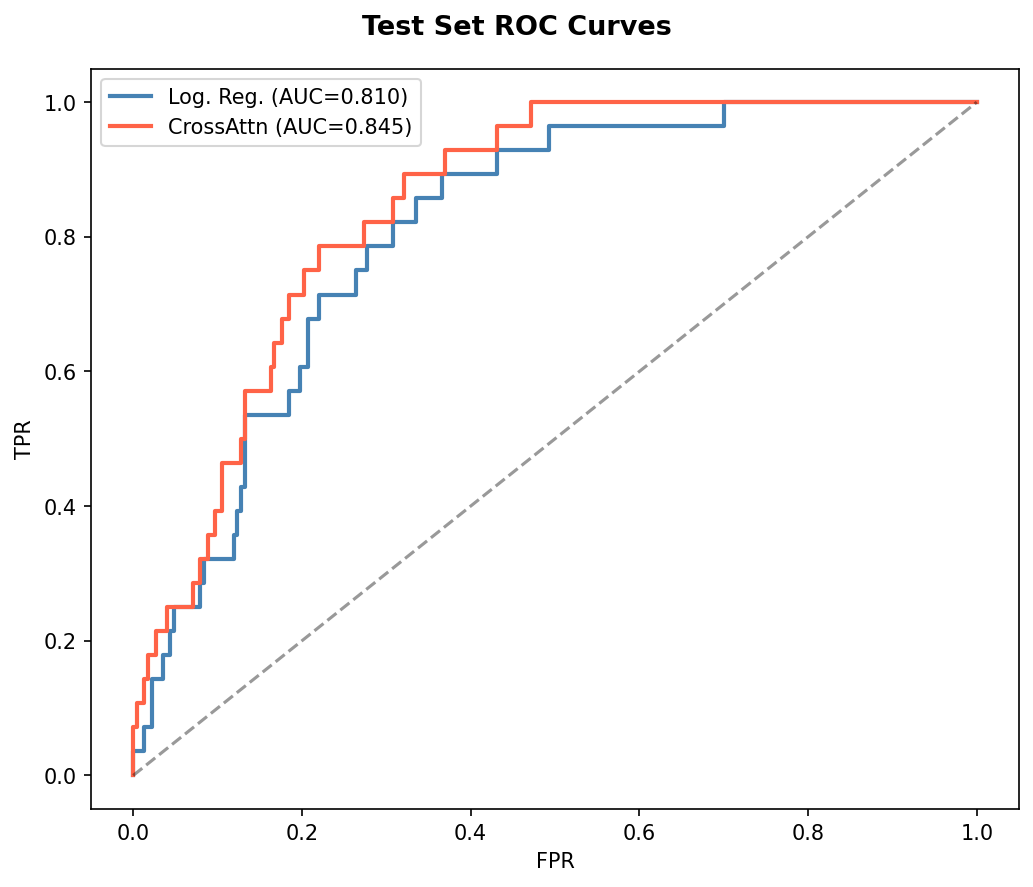 Test Set ROC Curves
Log. Reg. (AUC=0.810)
CrossAttn (AUC=0.845)
TPR
1.0
0.8
0.6
0.4
0.2
0.0
0.0 0.2 0.4 0.6 0.8 1.0
FPR